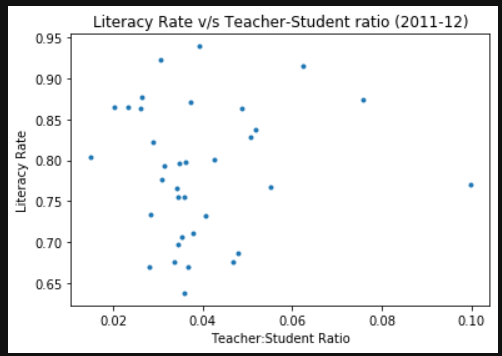 Literacy Rate v/s Teacher-Student ratio (2011-12)
0.95
0.90
0.85
0.80
0.75
0.70
0.65
Literacy Rate
0.02 0.04 0.06 0.08 0.10
Teacher:Student Ratio